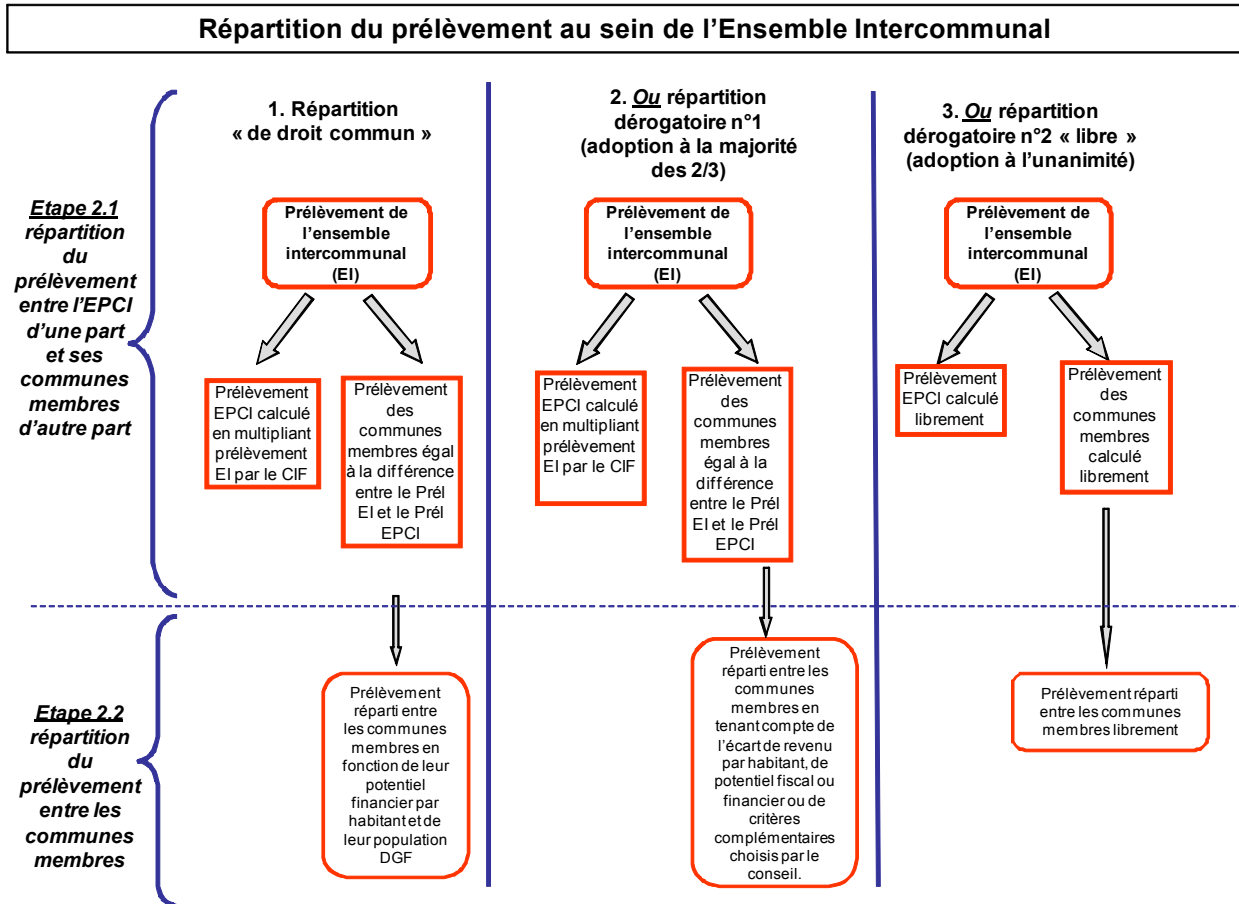 Répartition du prélèvement au sein de l'Ensemble Intercommunal
1. Répartition
« de droit commun »
2. Ou répartition
dérogatoire n°1
(adoption à la majorité
des 2/3)
3. Ou répartition
dérogatoire n°2 « libre »
(adoption à l'unanimité)
Etape 2.1
répartition
du
prélèvement
entre l'EPCI
d'une part
et ses
communes
membres
d'autre part
Prélèvement de
l'ensemble
intercommunal
(EI)
Prélèvement de
l'ensemble
intercommunal
(EI)
Prélèvement de
l'ensemble
intercommunal
(EI)
Prélèvement
EPCI calculé
en multipliant
prélèvement
EI par le CIF
Prélèvement
des
communes
membres égal
à la différence
entre le Prél
EI et le Prél
EPCI
Prélèvement
EPCI calculé
en multipliant
prélèvement
EI par le CIF
Prélèvement
des
communes
membres
égal à la
différence
entre le Prél
EI et le Prél
EPCI
Prélèvement
EPCI calculé
librement
Prélèvement
des
communes
membres
calculé
librement
Etape 2.2
répartition
du
prélèvement
entre les
communes
membres
Prélèvement
réparti entre
les communes
membres en
fonction de leur
potentiel
financier par
habitant et de
leur population
DGF
Prélèvement
réparti entre les
communes
membres en
tenant compte de
l'écart de revenu
par habitant, de
potentiel fiscal ou
financier ou de
critères
complémentaires
choisis par le
conseil.
Prélèvement réparti
entre les communes
membres librement